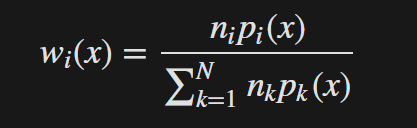 w_i(x) = \frac{n_i p_i(x)}{\sum_{k=1}^{N} n_k p_k(x)}